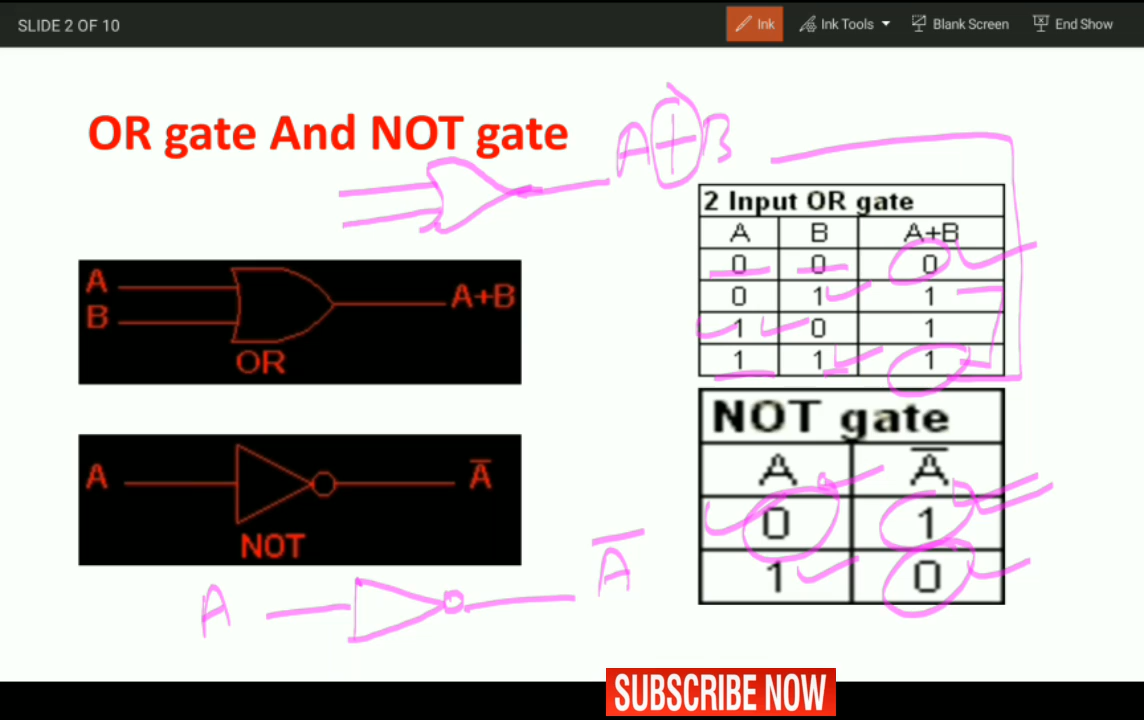 SLIDE 2 OF 10 Ink Ink Tools Blank Screen End Show
OR gate And NOT gate
A+B
A
B
A+B
OR
A
A̅
NOT
A
A̅
2 Input OR gate
A B A+B
0 0 0
0 1 1
1 0 1
1 1 1
NOT gate
A A̅
0 1
1 0
SUBSCRIBE NOW